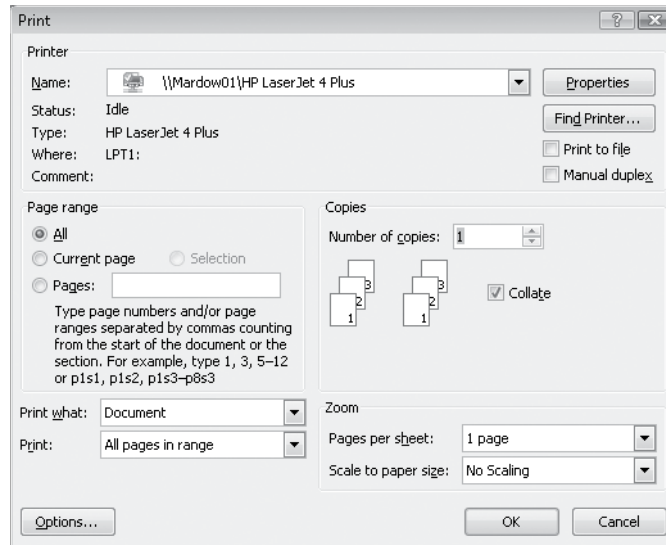 Print
Printer
Name: \\Mardow01\HP LaserJet 4 Plus
Properties
Status: Idle
Find Printer...
Type: HP LaserJet 4 Plus
Where: LPT1:
Print to file
Comment:
Manual duplex
Page range
All
Current page Selection
Pages:
Type page numbers and/or page
ranges separated by commas counting
from the start of the document or the
section. For example, type 1, 3, 5–12
or p1s1, p1s2, p1s3–p8s3
Copies
Number of copies: 1
3 3
2 2
1 1
Collate
Print what: Document
Print: All pages in range
Zoom
Pages per sheet: 1 page
Scale to paper size: No Scaling
Options...
OK Cancel